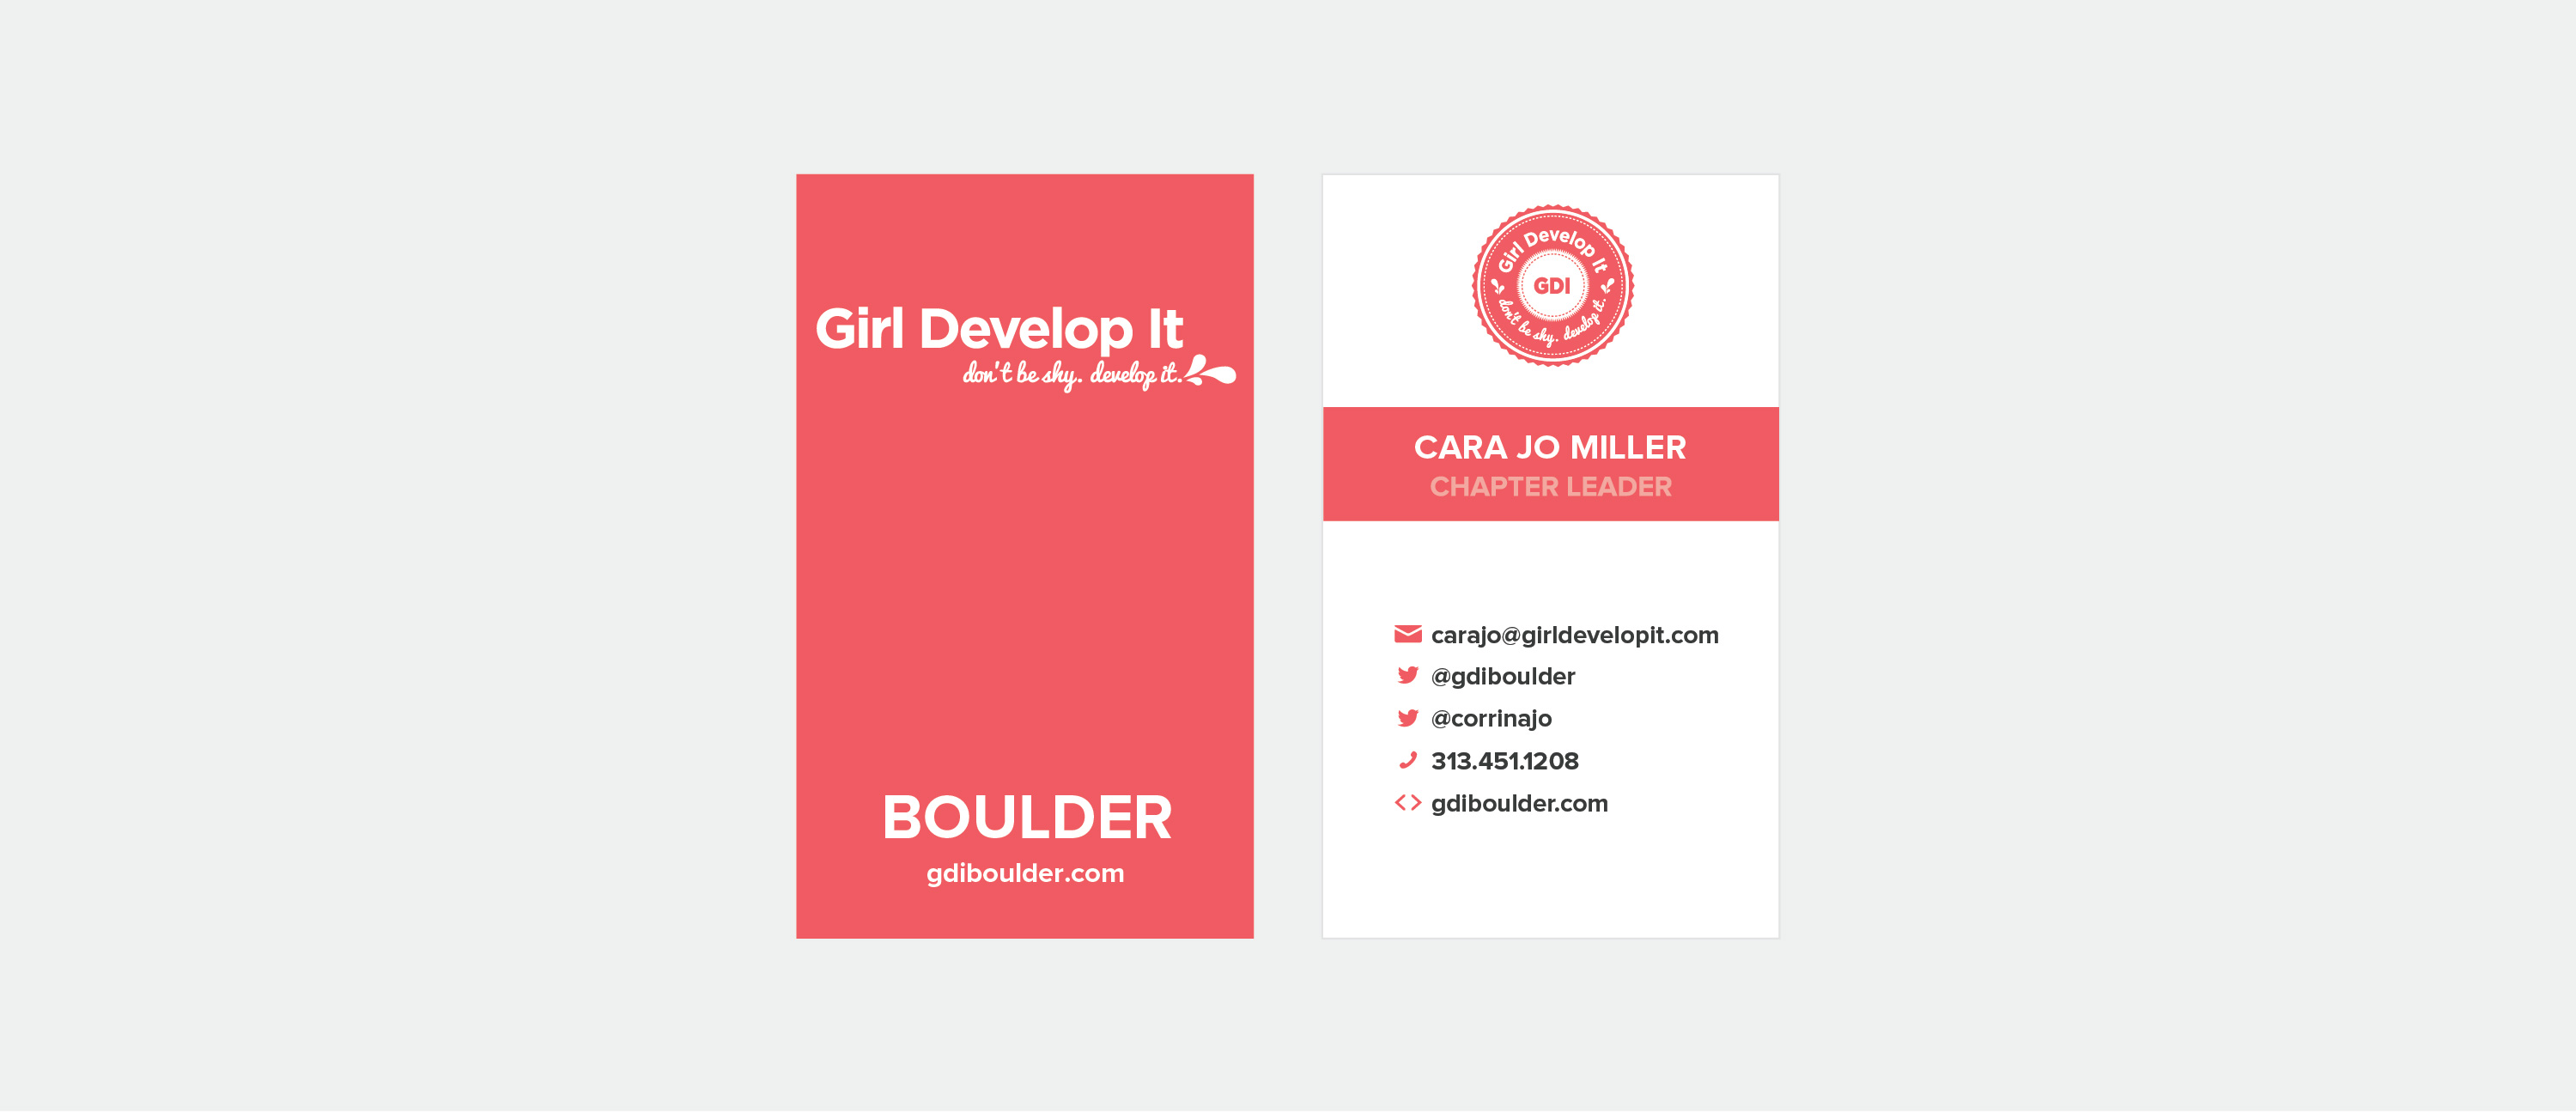 Girl Develop It
don't be shy. develop it.
BOULDER
gdiboulder.com
Girl Develop It
GDI
don't be shy. develop it.
CARA JO MILLER
CHAPTER LEADER
carajo@girldevelopit.com
@gdiboulder
@corrinajo
313.451.1208
gdiboulder.com